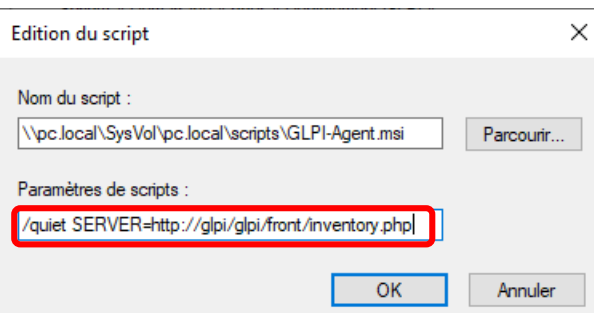 Edition du script
Nom du script :
\\pc.local\SysVol\pc.local\scripts\GLPI-Agent.msi
Parcourir...
Paramètres de scripts :
/quiet SERVER=http://glpi/glpi/front/inventory.php
OK
Annuler